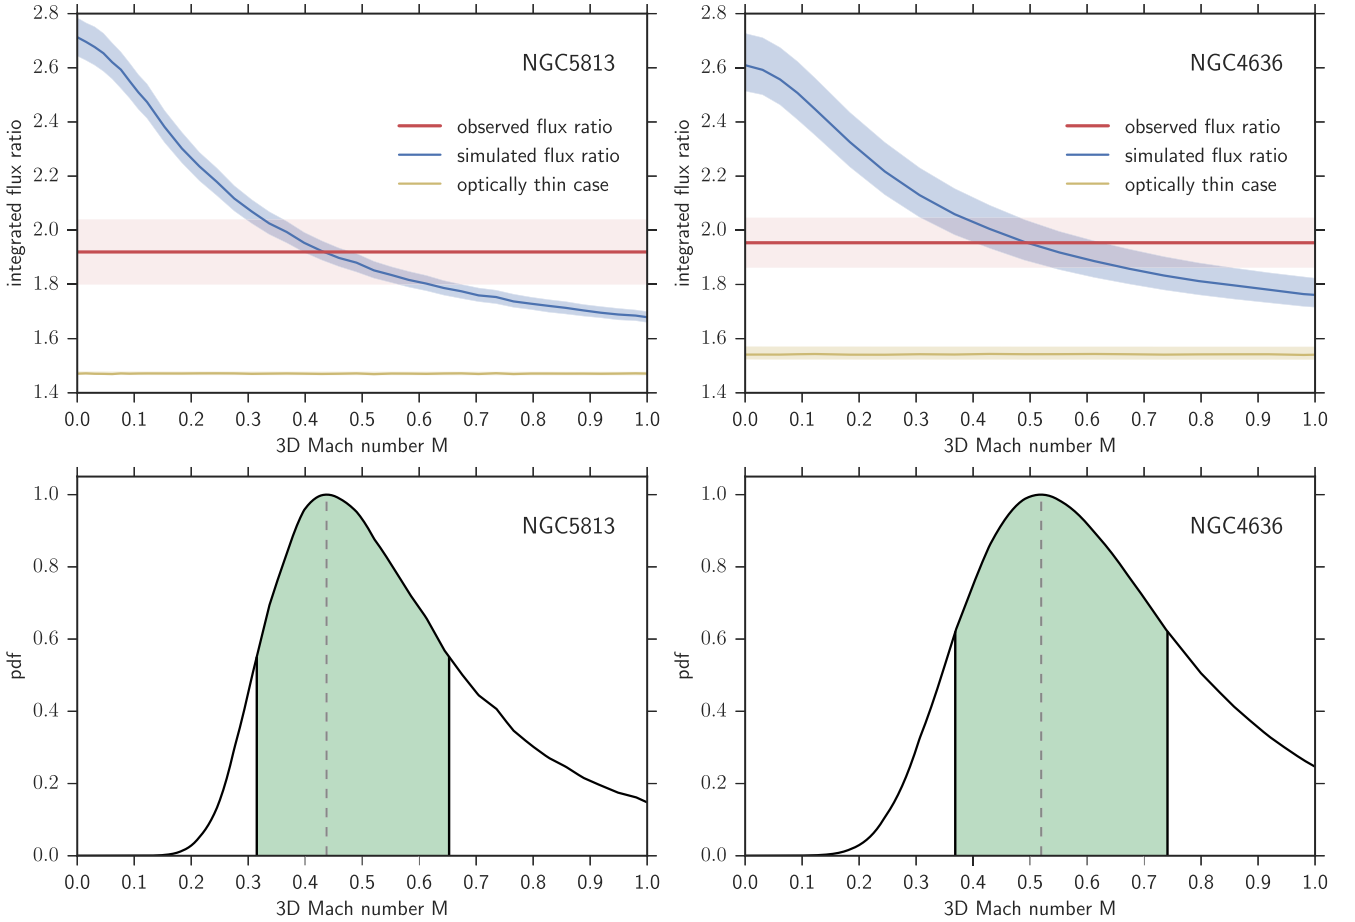 2.8
2.6
2.4
2.2
2.0
1.8
1.6
1.4
integrated flux ratio
NGC5813
observed flux ratio
simulated flux ratio
optically thin case
0.0 0.1 0.2 0.3 0.4 0.5 0.6 0.7 0.8 0.9 1.0
3D Mach number M
2.8
2.6
2.4
2.2
2.0
1.8
1.6
1.4
integrated flux ratio
NGC4636
observed flux ratio
simulated flux ratio
optically thin case
0.0 0.1 0.2 0.3 0.4 0.5 0.6 0.7 0.8 0.9 1.0
3D Mach number M
1.0
0.8
0.6
0.4
0.2
0.0
pdf
NGC5813
0.0 0.1 0.2 0.3 0.4 0.5 0.6 0.7 0.8 0.9 1.0
3D Mach number M
1.0
0.8
0.6
0.4
0.2
0.0
pdf
NGC4636
0.0 0.1 0.2 0.3 0.4 0.5 0.6 0.7 0.8 0.9 1.0
3D Mach number M